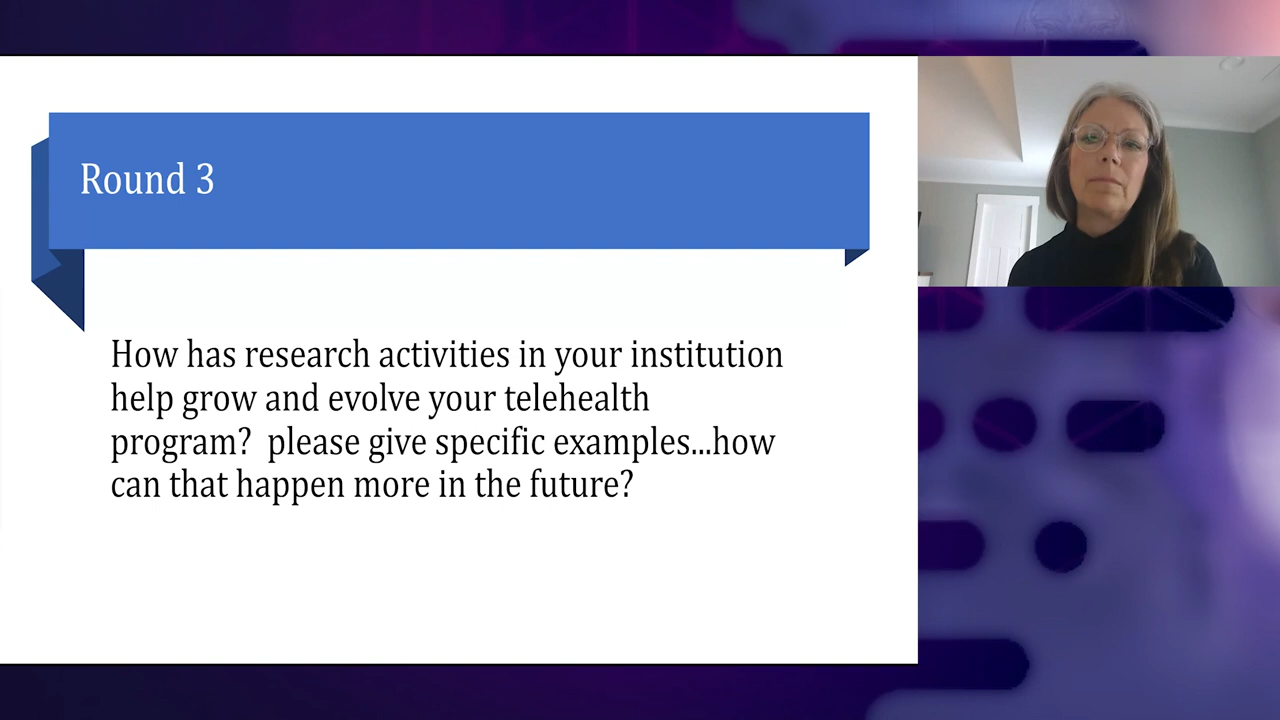 Round 3
How has research activities in your institution
help grow and evolve your telehealth
program?  please give specific examples...how
can that happen more in the future?